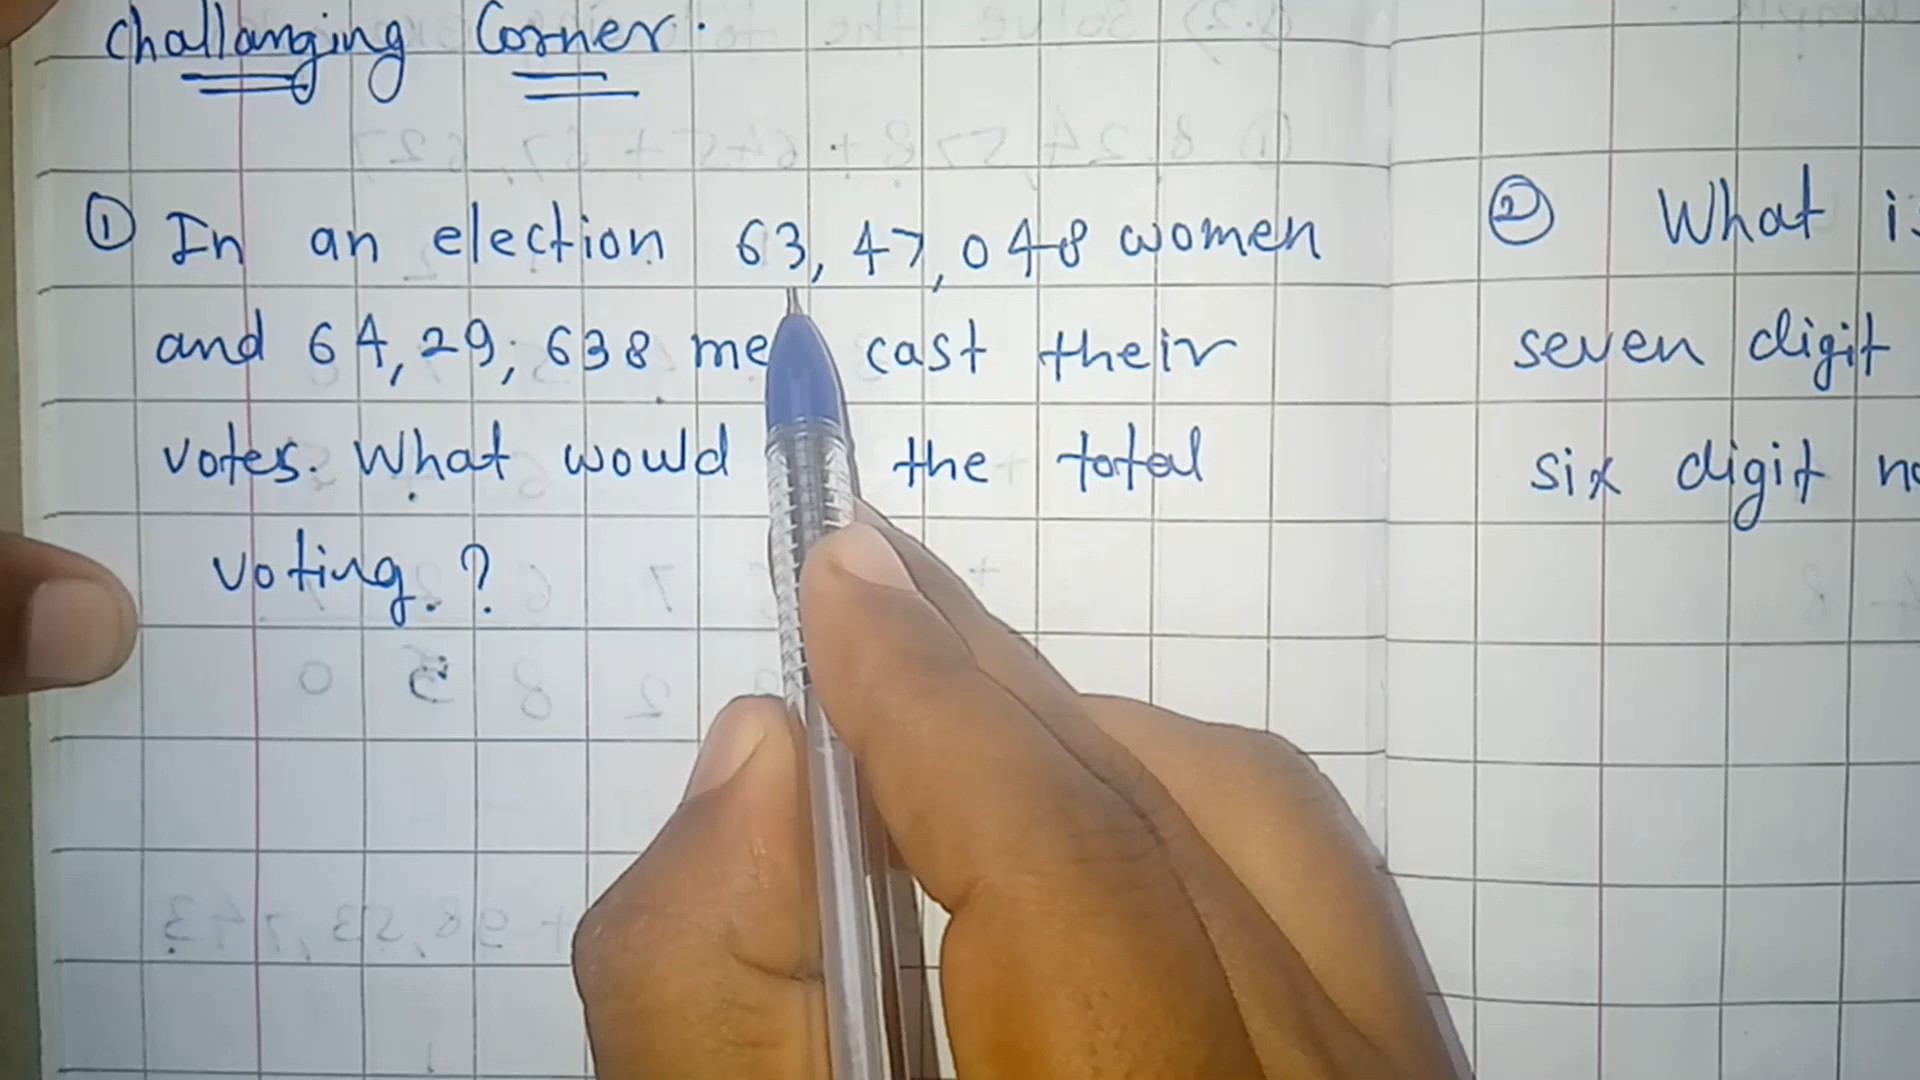 Challanging Corner.
① In an election 63,47,048 women
and 64,29,638 me cast their
votes. What would the total
voting.?
② What is
seven digit
six digit